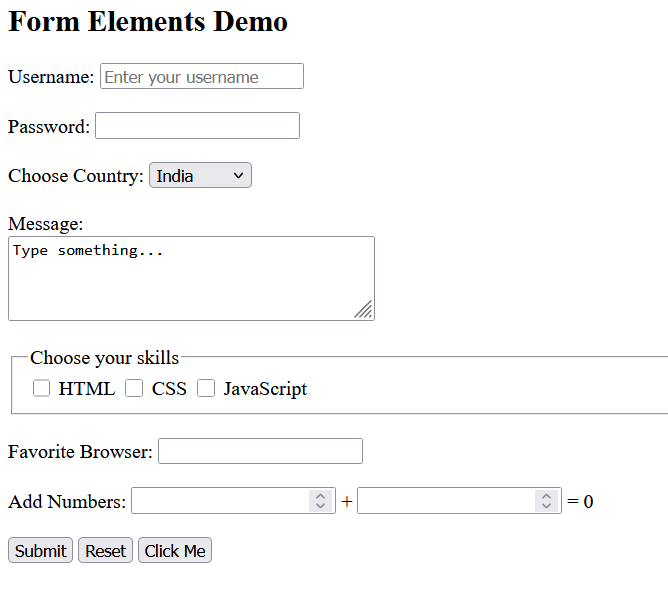 Form Elements Demo
Username: Enter your username
Password:
Choose Country: India
Message:
Type something...
Choose your skills
HTML CSS JavaScript
Favorite Browser:
Add Numbers: + = 0
Submit Reset Click Me